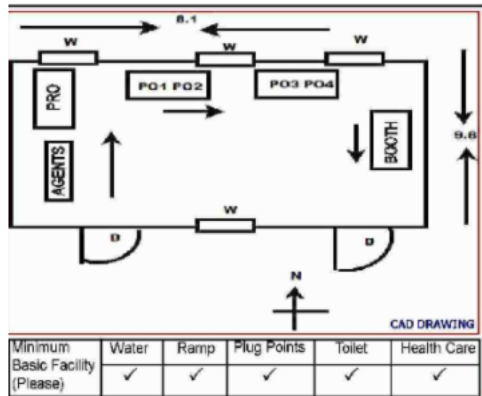 8.1
W W W
PRO PO1 PO2 PO3 PO4
BOOTH
9.8
AGENTS
W
D D
N
CAD DRAWING
Minimum Basic Facility (Please) Water Ramp Plug Points Toilet Health Care
✓ ✓ ✓ ✓ ✓